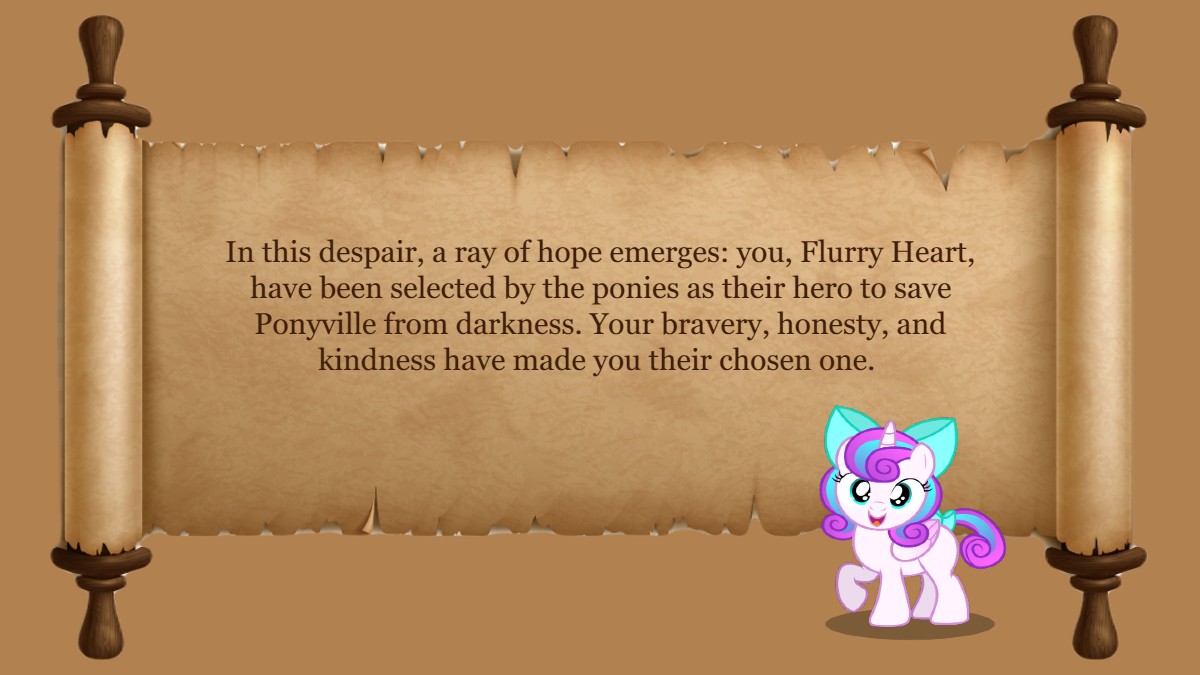 In this despair, a ray of hope emerges: you, Flurry Heart,
have been selected by the ponies as their hero to save
Ponyville from darkness. Your bravery, honesty, and
kindness have made you their chosen one.